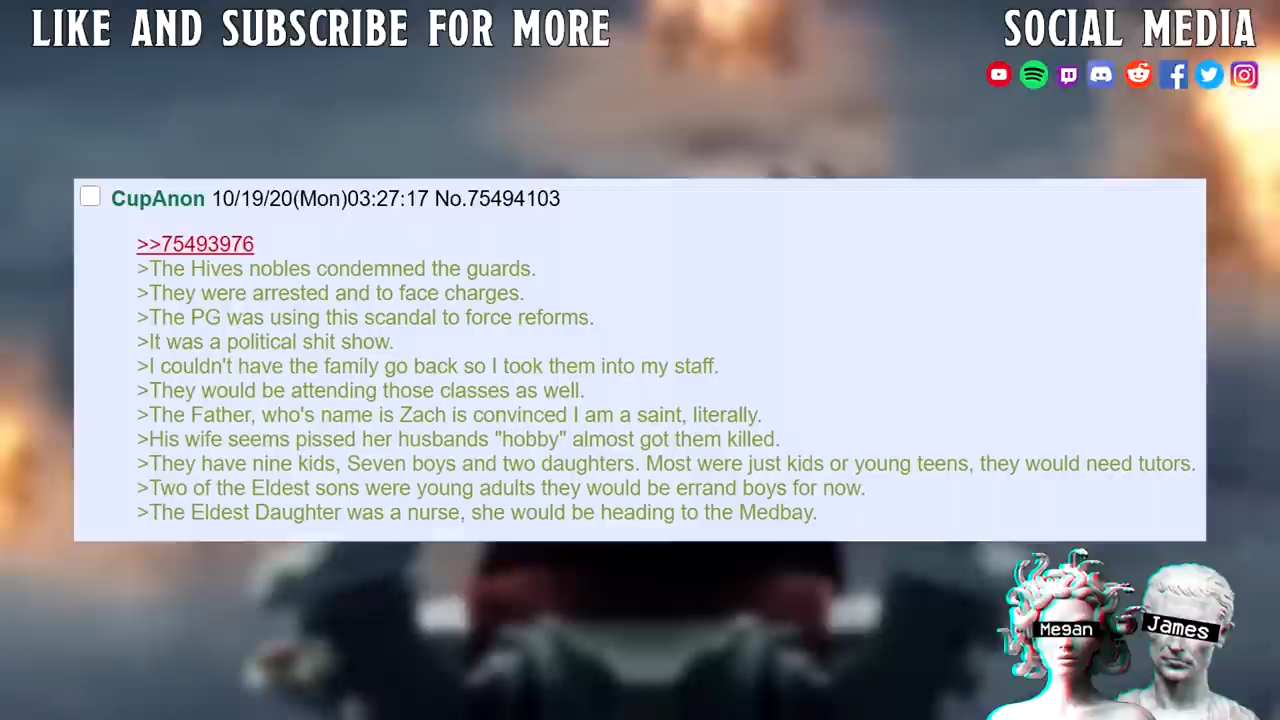 LIKE AND SUBSCRIBE FOR MORE
SOCIAL MEDIA
CupAnon 10/19/20(Mon)03:27:17 No.75494103
>>75493976
>The Hives nobles condemned the guards.
>They were arrested and to face charges.
>The PG was using this scandal to force reforms.
>It was a political shit show.
>I couldn't have the family go back so I took them into my staff.
>They would be attending those classes as well.
>The Father, who's name is Zach is convinced I am a saint, literally.
>His wife seems pissed her husbands "hobby" almost got them killed.
>They have nine kids, Seven boys and two daughters. Most were just kids or young teens, they would need tutors.
>Two of the Eldest sons were young adults they would be errand boys for now.
>The Eldest Daughter was a nurse, she would be heading to the Medbay.
Megan
James